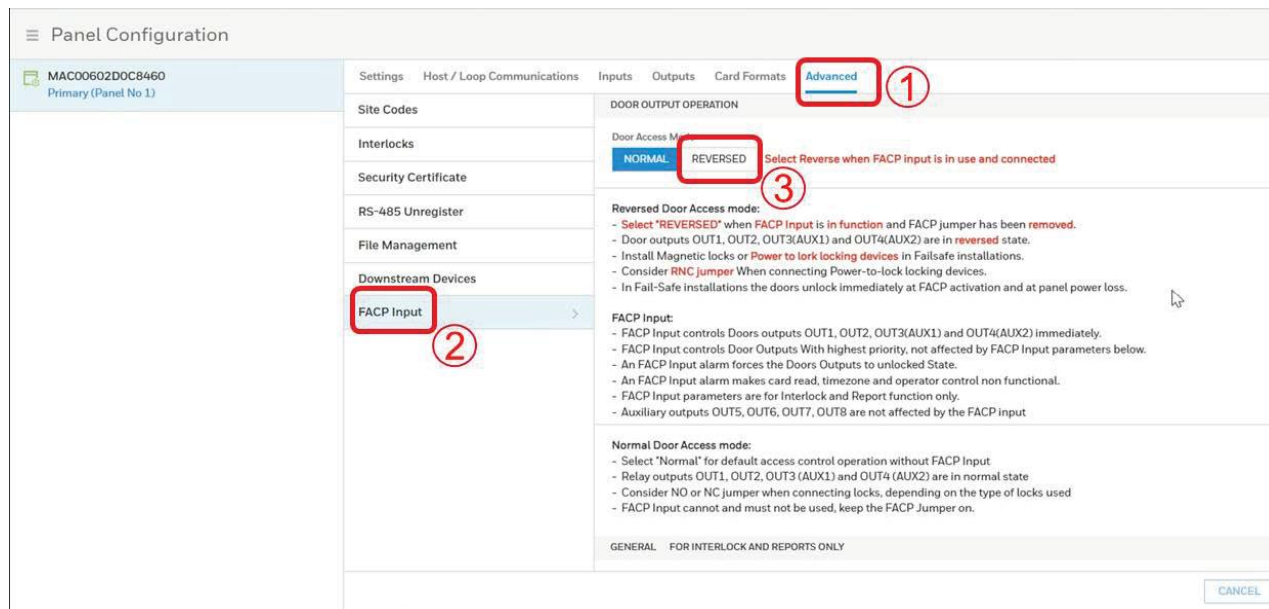 ≡ Panel Configuration
MAC00602D0C8460
Primary (Panel No 1)
Settings Host / Loop Communications Inputs Outputs Card Formats Advanced
1
Site Codes
Interlocks
Security Certificate
RS-485 Unregister
File Management
Downstream Devices
FACP Input >
2
DOOR OUTPUT OPERATION
Door Access M
NORMAL REVERSED Select Reverse when FACP input is in use and connected
3
Reversed Door Access mode:
- Select "REVERSED" when FACP Input is in function and FACP jumper has been removed.
- Door outputs OUT1, OUT2, OUT3(AUX1) and OUT4(AUX2) are in reversed state.
- Install Magnetic locks or Power to lork locking devices in Failsafe installations.
- Consider RNC jumper When connecting Power-to-lock locking devices.
- In Fail-Safe installations the doors unlock immediately at FACP activation and at panel power loss.
FACP Input:
- FACP Input controls Doors outputs OUT1, OUT2, OUT3(AUX1) and OUT4(AUX2) immediately.
- FACP Input controls Door Outputs With highest priority, not affected by FACP Input parameters below.
- An FACP Input alarm forces the Doors Outputs to unlocked State.
- An FACP Input alarm makes card read, timezone and operator control non functional.
- FACP Input parameters are for Interlock and Report function only.
- Auxiliary outputs OUT5, OUT6, OUT7, OUT8 are not affected by the FACP input
Normal Door Access mode:
- Select "Normal" for default access control operation without FACP Input
- Relay outputs OUT1, OUT2, OUT3 (AUX1) and OUT4 (AUX2) are in normal state
- Consider NO or NC jumper when connecting locks, depending on the type of locks used
- FACP Input cannot and must not be used, keep the FACP Jumper on.
GENERAL FOR INTERLOCK AND REPORTS ONLY
CANCEL